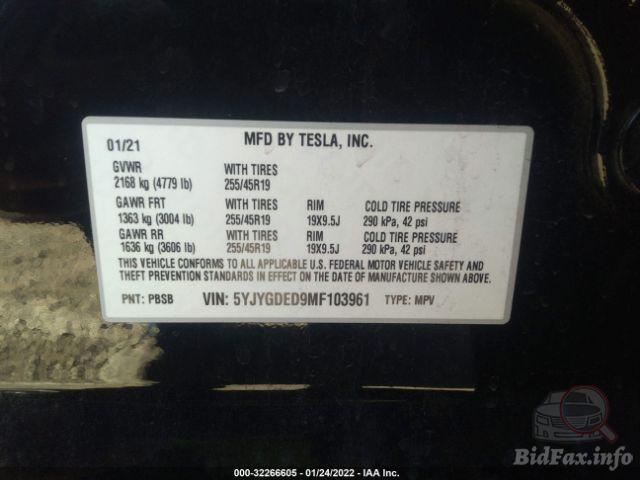 01/21 MFD BY TESLA, INC.
GVWR WITH TIRES
2168 kg (4779 lb) 255/45R19
GAWR FRT WITH TIRES RIM COLD TIRE PRESSURE
1363 kg (3004 lb) 255/45R19 19X9.5J 290 kPa, 42 psi
GAWR RR WITH TIRES RIM COLD TIRE PRESSURE
1636 kg (3606 lb) 255/45R19 19X9.5J 290 kPa, 42 psi
THIS VEHICLE CONFORMS TO ALL APPLICABLE U.S. FEDERAL MOTOR VEHICLE SAFETY AND
THEFT PREVENTION STANDARDS IN EFFECT ON THE DATE OF MANUFACTURE SHOWN ABOVE.
PNT: PBSB VIN: 5YJYGDED9MF103961 TYPE: MPV
BidFax.info
000-32266605 - 01/24/2022 - IAA Inc.